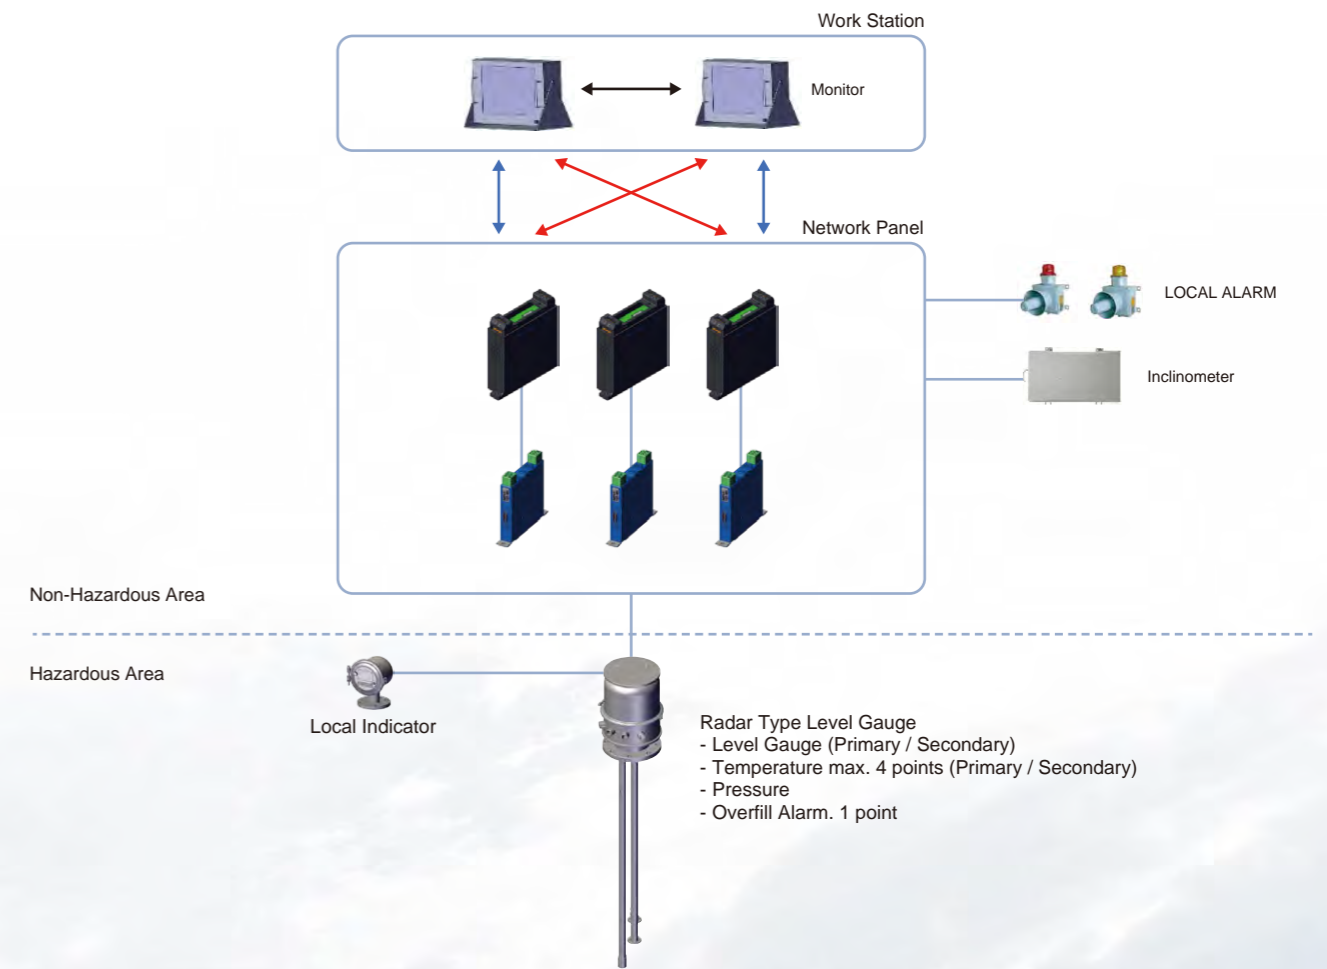 Work Station
Monitor
Network Panel
LOCAL ALARM
Inclinometer
Non-Hazardous Area
Hazardous Area
Local Indicator
Radar Type Level Gauge
- Level Gauge (Primary / Secondary)
- Temperature max. 4 points (Primary / Secondary)
- Pressure
- Overfill Alarm. 1 point